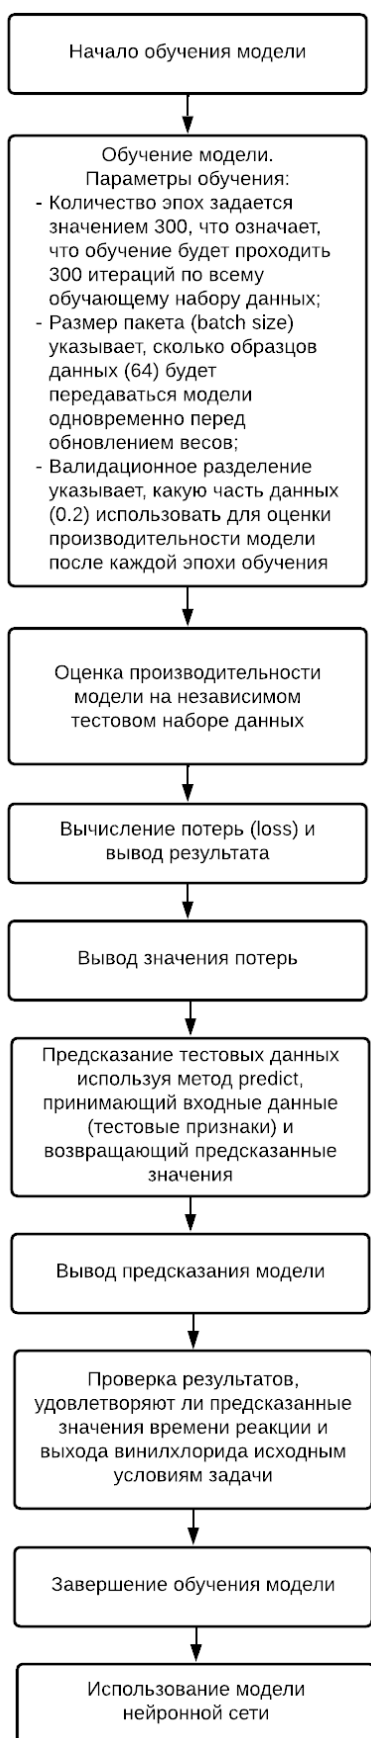 Начало обучения модели
Обучение модели.
Параметры обучения:
- Количество эпох задается
значением 300, что означает,
что обучение будет проходить
300 итераций по всему
обучающему набору данных;
- Размер пакета (batch size)
указывает, сколько образцов
данных (64) будет
передаваться модели
одновременно перед
обновлением весов;
- Валидационное разделение
указывает, какую часть данных
(0.2) использовать для оценки
производительности модели
после каждой эпохи обучения
Оценка производительности
модели на независимом
тестовом наборе данных
Вычисление потерь (loss) и
вывод результата
Вывод значения потерь
Предсказание тестовых данных
используя метод predict,
принимающий входные данные
(тестовые признаки) и
возвращающий предсказанные
значения
Вывод предсказания модели
Проверка результатов,
удовлетворяют ли предсказанные
значения времени реакции и
выхода винилхлорида исходным
условиям задачи
Завершение обучения модели
Использование модели
нейронной сети